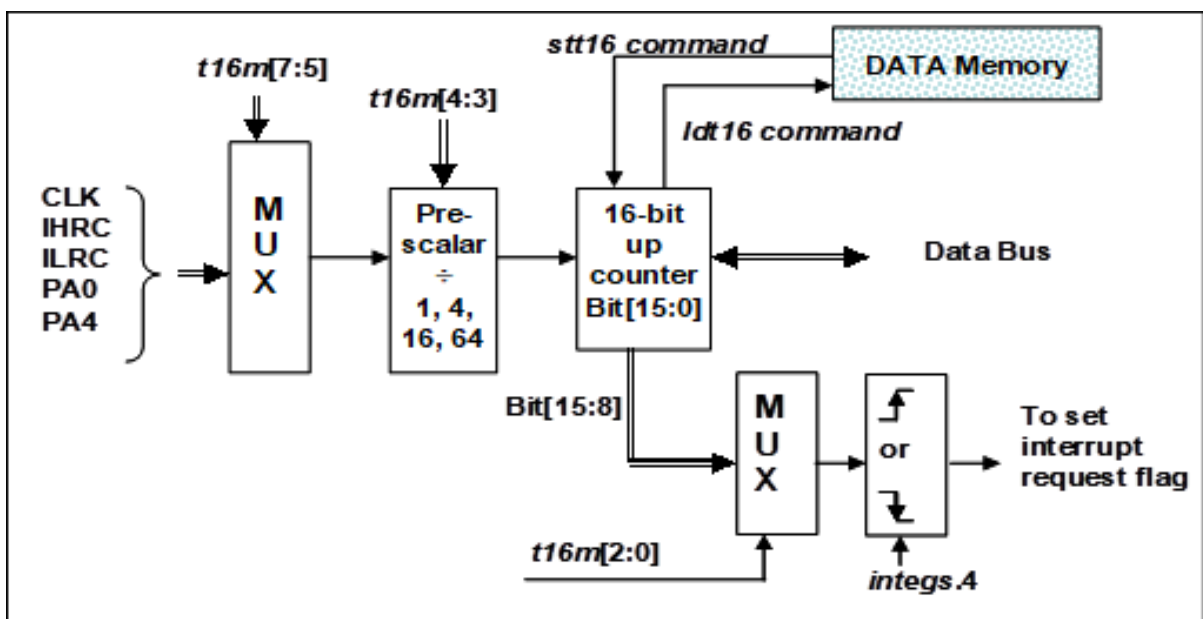 stt16 command
DATA Memory
t16m[7:5]
t16m[4:3]
ldt16 command
CLK
IHRC
ILRC
PA0
PA4
M
U
X
Pre-
scalar
÷
1, 4,
16, 64
16-bit
up
counter
Bit[15:0]
Data Bus
Bit[15:8]
M
U
X
or
To set
interrupt
request flag
t16m[2:0]
integs.4